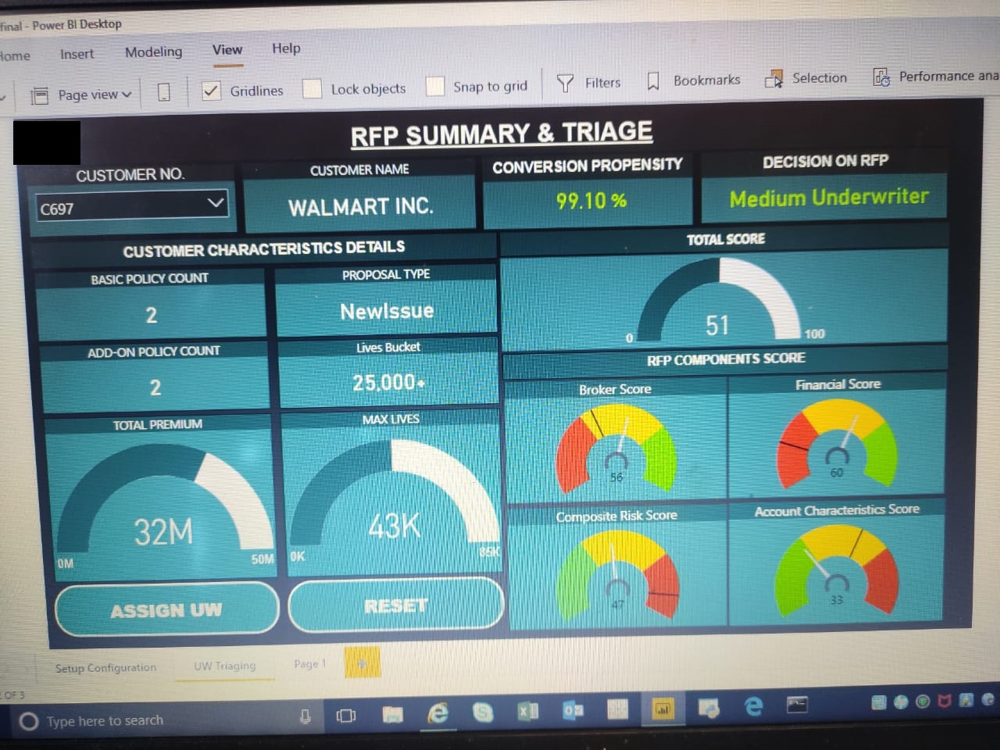 final - Power BI Desktop
Home Insert Modeling View Help
Page view Gridlines Lock objects Snap to grid Filters Bookmarks Selection Performance ana
RFP SUMMARY & TRIAGE
CUSTOMER NO.
C697
CUSTOMER NAME
WALMART INC.
CONVERSION PROPENSITY
99.10 %
DECISION ON RFP
Medium Underwriter
CUSTOMER CHARACTERISTICS DETAILS
BASIC POLICY COUNT
2
PROPOSAL TYPE
NewIssue
ADD-ON POLICY COUNT
2
Lives Bucket
25,000+
TOTAL PREMIUM
32M
0M 50M
MAX LIVES
43K
0K 85K
ASSIGN UW
RESET
TOTAL SCORE
51
0 100
RFP COMPONENTS SCORE
Broker Score
56
Financial Score
60
Composite Risk Score
47
Account Characteristics Score
33
Setup Configuration UW Triaging Page 1 +
OF 3
Type here to search